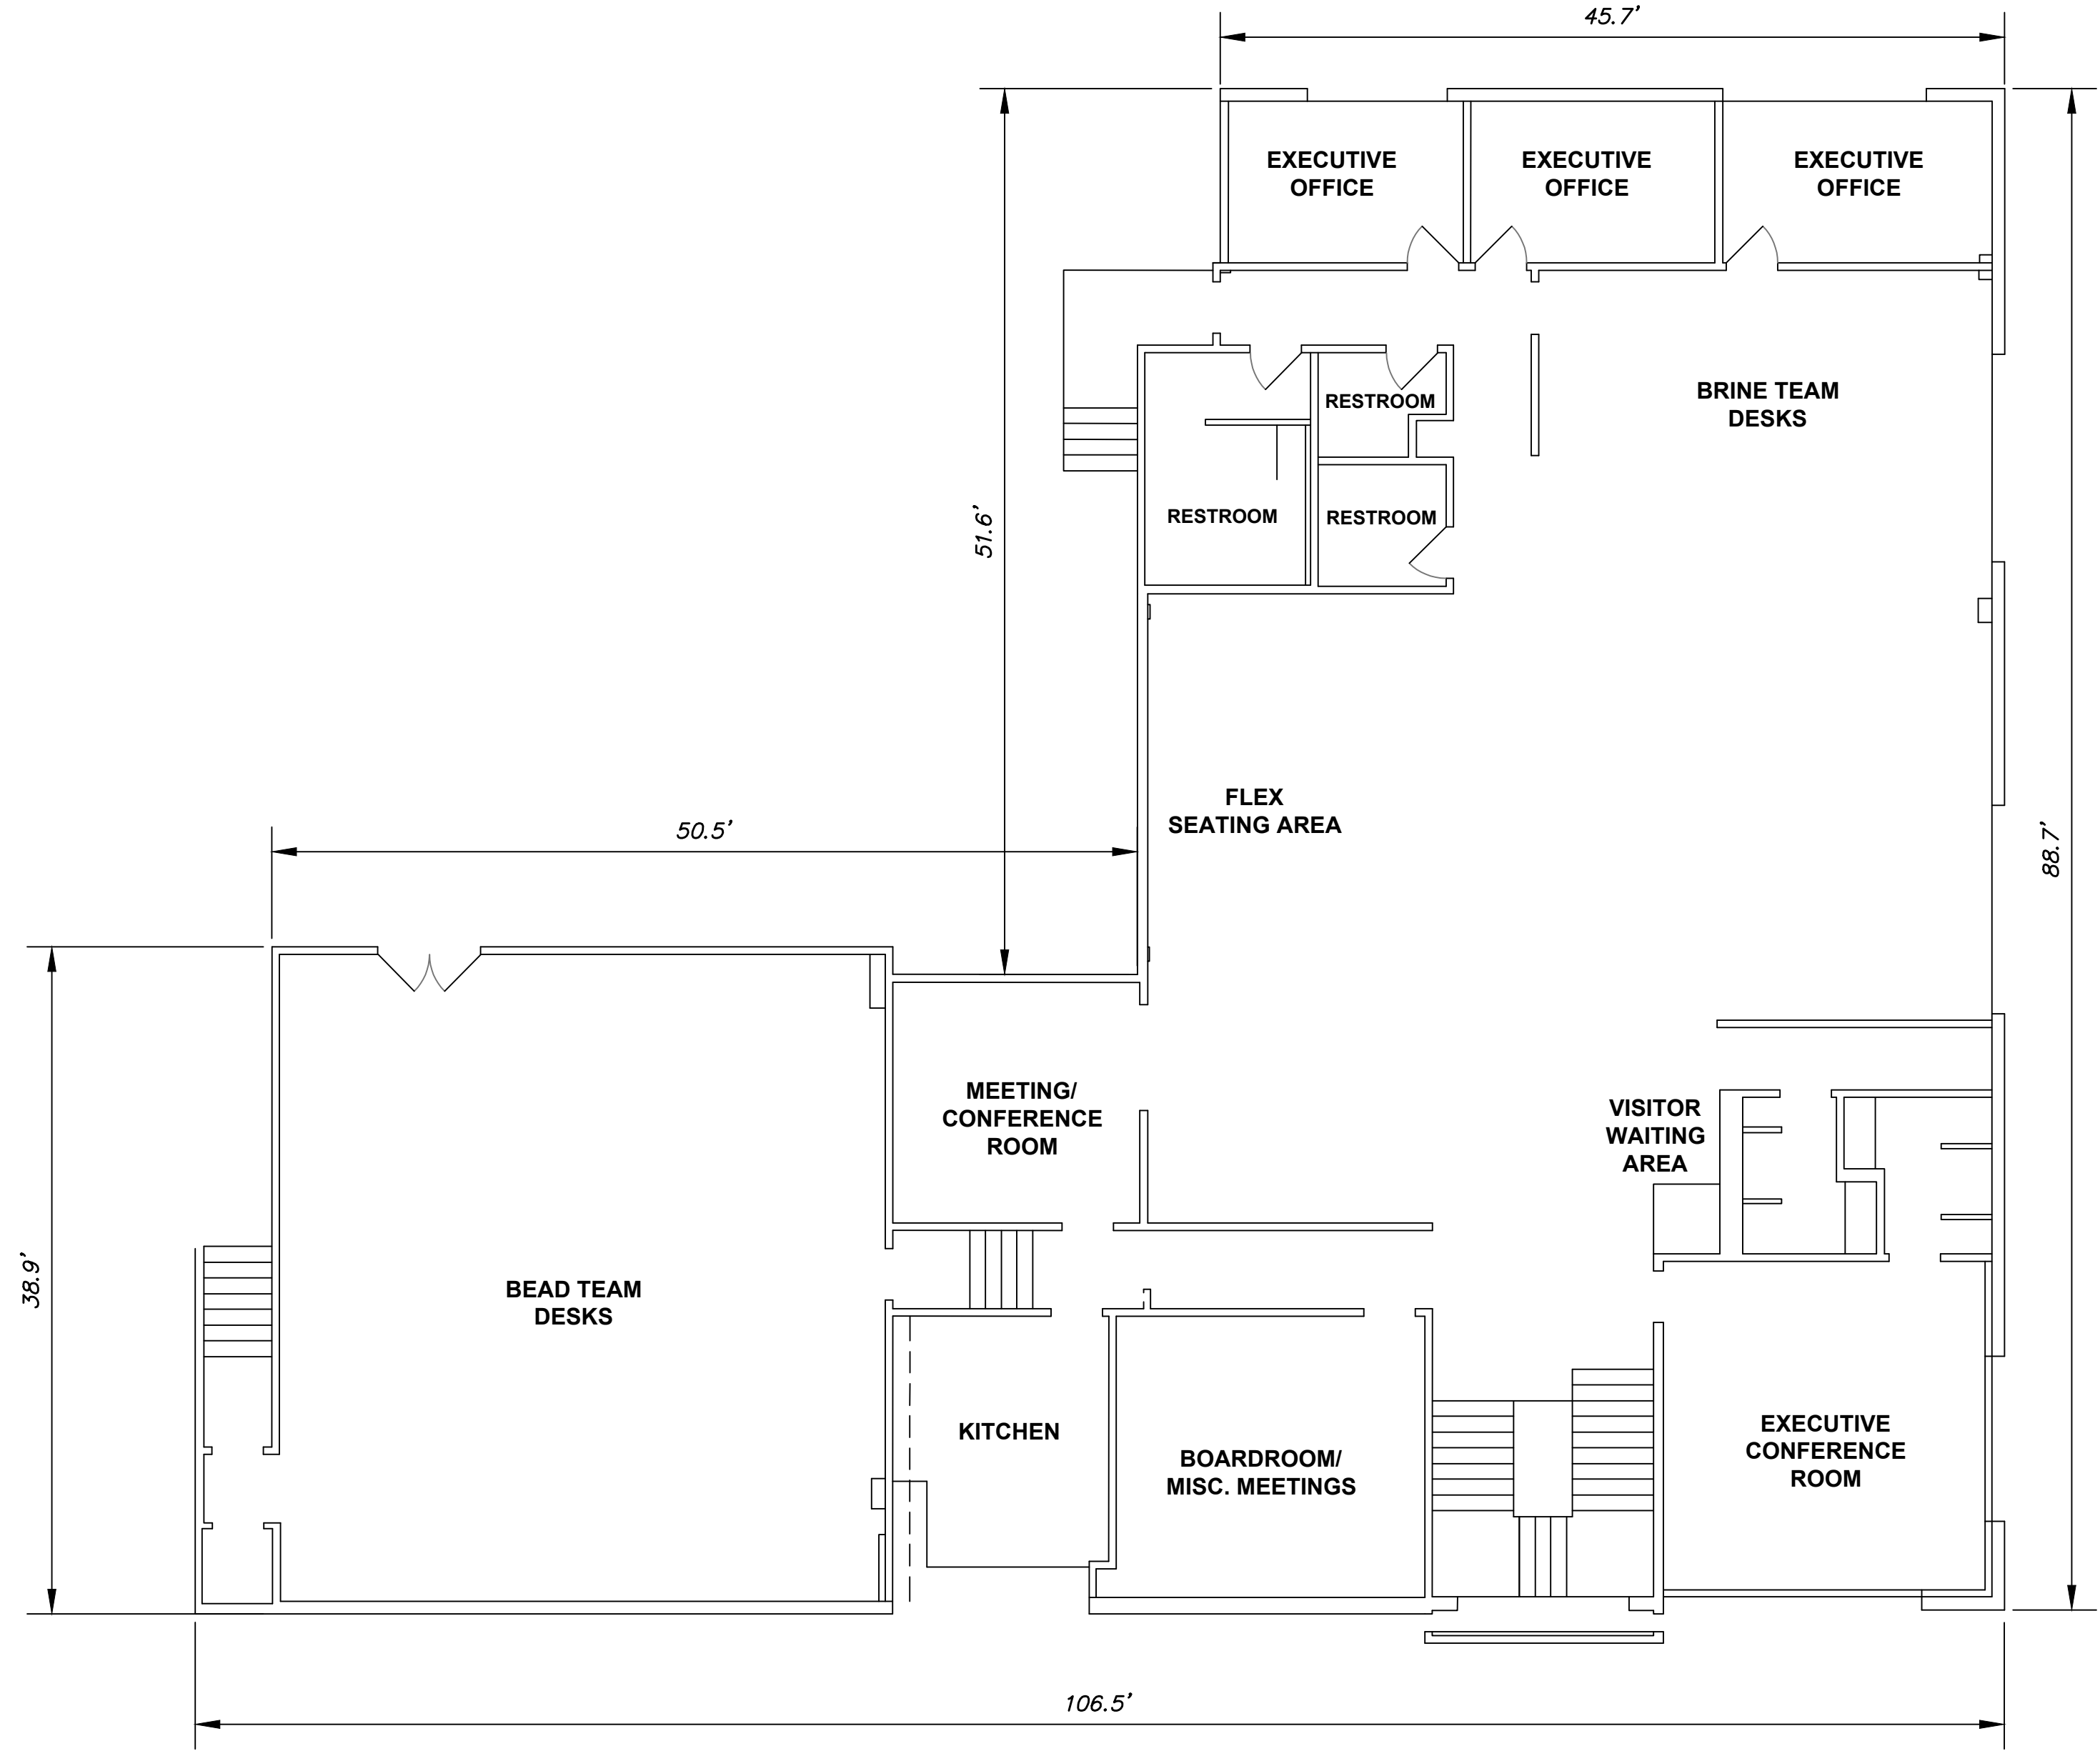 45.7'
EXECUTIVE
OFFICE
EXECUTIVE
OFFICE
EXECUTIVE
OFFICE
BRINE TEAM
DESKS
RESTROOM
RESTROOM
RESTROOM
51.6'
FLEX
SEATING AREA
50.5'
88.7'
MEETING/
CONFERENCE
ROOM
VISITOR
WAITING
AREA
38.9'
BEAD TEAM
DESKS
KITCHEN
BOARDROOM/
MISC. MEETINGS
EXECUTIVE
CONFERENCE
ROOM
106.5'